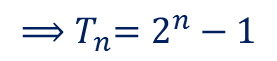 ⟹ Tₙ= 2ⁿ − 1